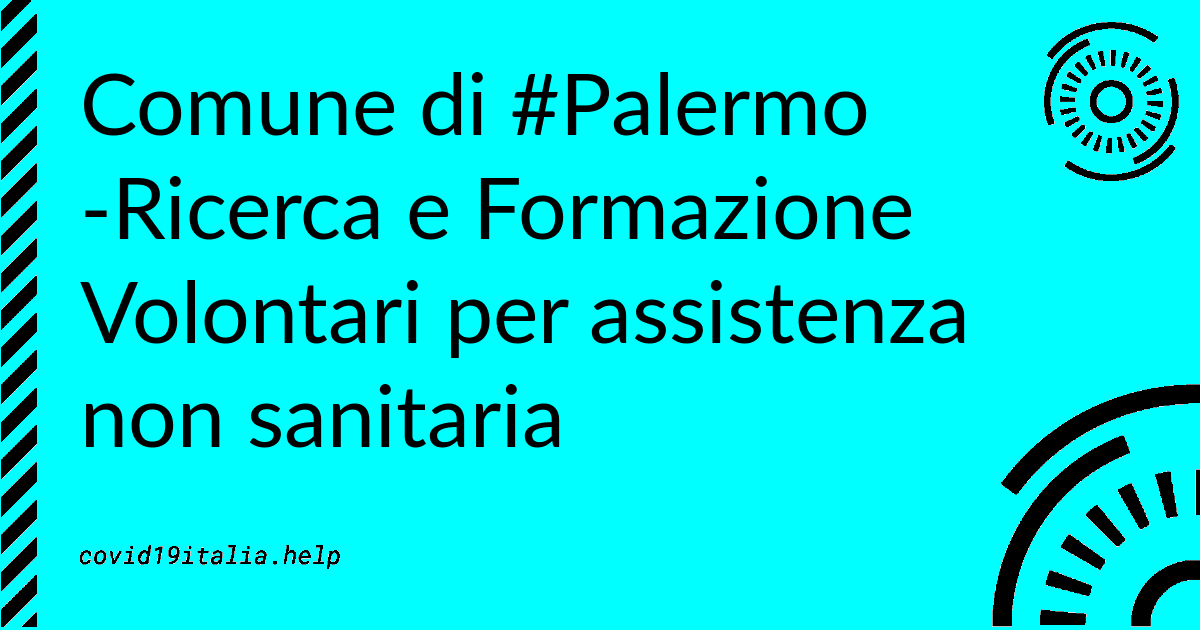 Comune di #Palermo
-Ricerca e Formazione
Volontari per assistenza
non sanitaria
covid19italia.help